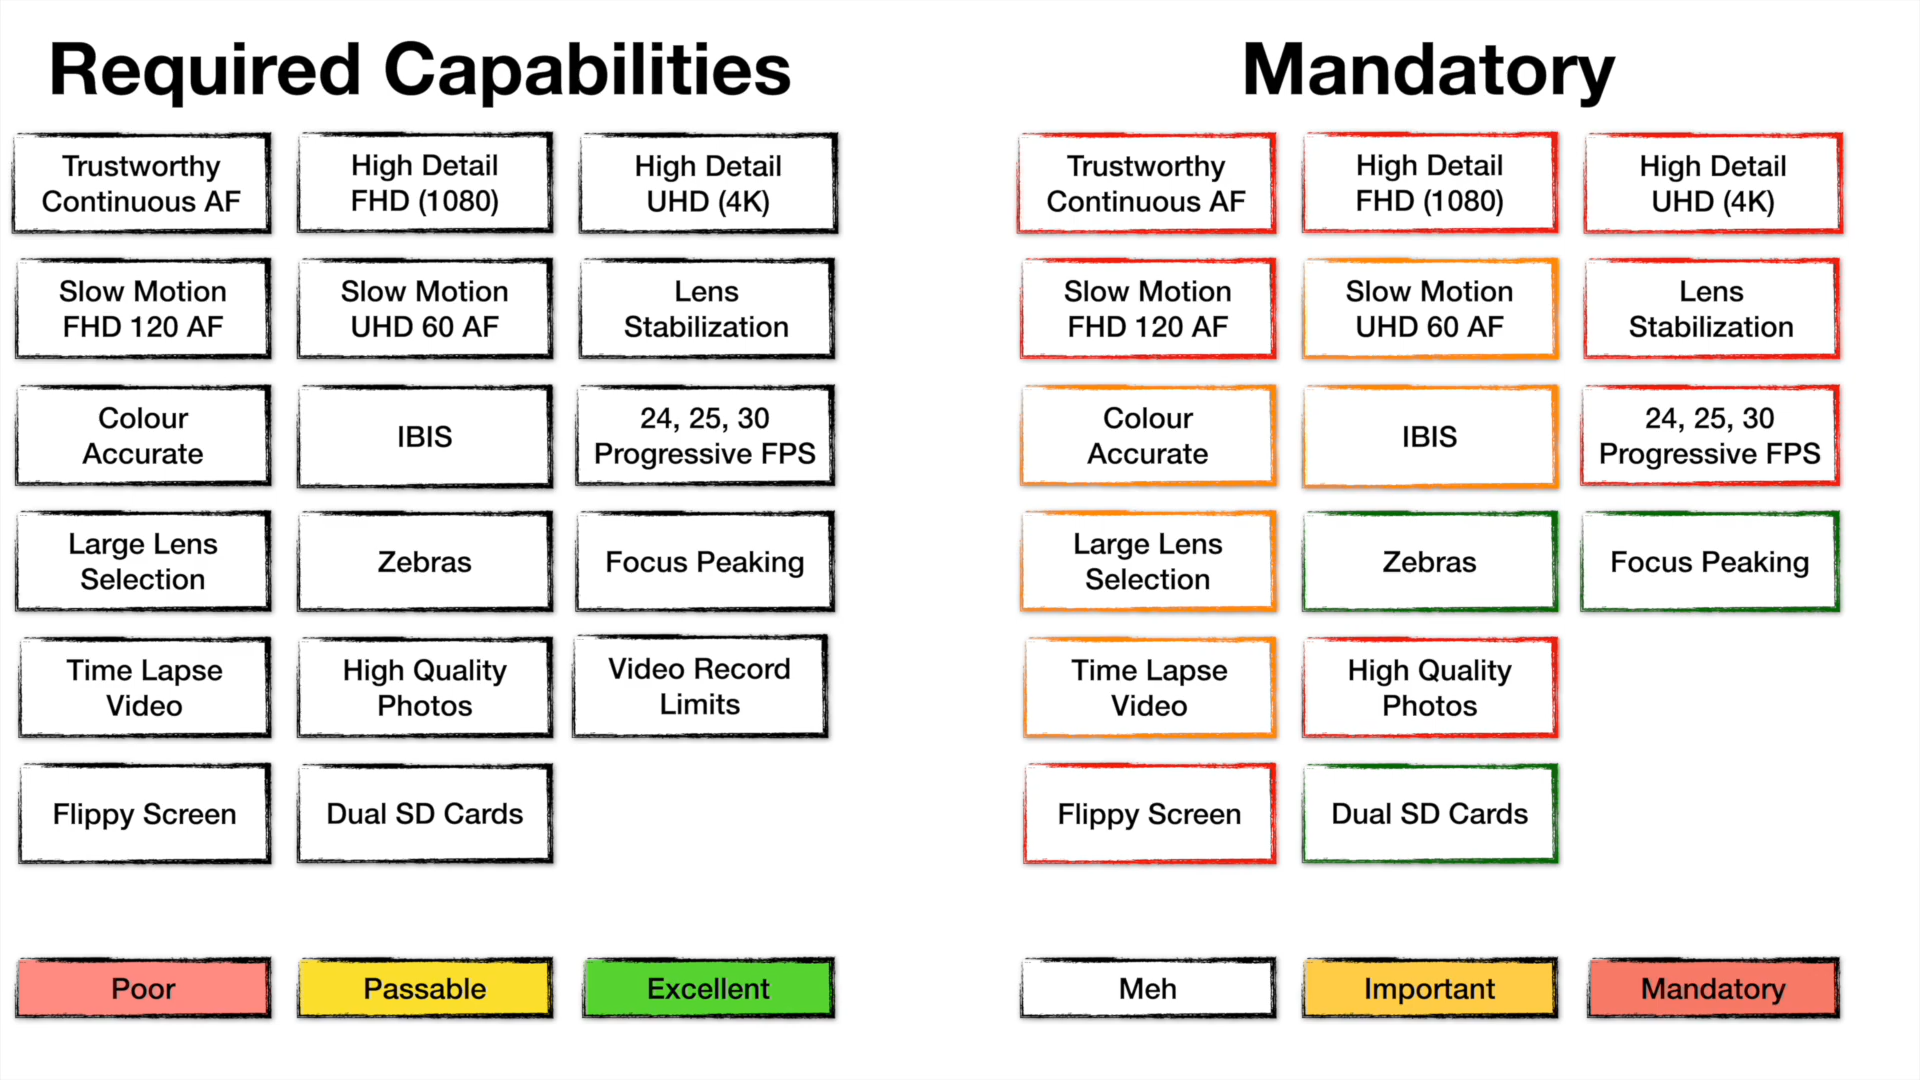 Required Capabilities
Trustworthy
Continuous AF
High Detail
FHD (1080)
High Detail
UHD (4K)
Slow Motion
FHD 120 AF
Slow Motion
UHD 60 AF
Lens
Stabilization
Colour
Accurate
IBIS
24, 25, 30
Progressive FPS
Large Lens
Selection
Zebras
Focus Peaking
Time Lapse
Video
High Quality
Photos
Video Record
Limits
Flippy Screen
Dual SD Cards
Poor
Passable
Excellent
Mandatory
Trustworthy
Continuous AF
High Detail
FHD (1080)
High Detail
UHD (4K)
Slow Motion
FHD 120 AF
Slow Motion
UHD 60 AF
Lens
Stabilization
Colour
Accurate
IBIS
24, 25, 30
Progressive FPS
Large Lens
Selection
Zebras
Focus Peaking
Time Lapse
Video
High Quality
Photos
Flippy Screen
Dual SD Cards
Meh
Important
Mandatory